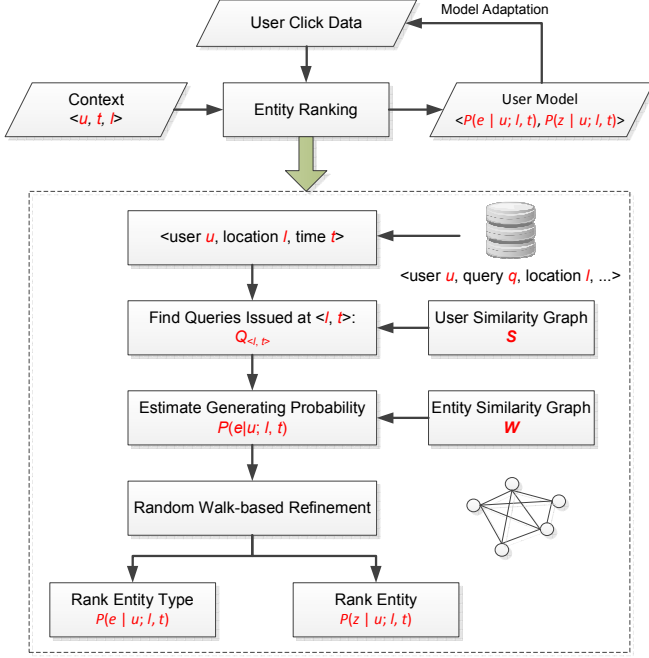 User Click Data
Model Adaptation
Context
<u, t, l>
Entity Ranking
User Model
<P(e | u; l, t), P(z | u; l, t)>
<user u, location l, time t>
<user u, query q, location l, ...>
Find Queries Issued at <l, t>:
Q<l, t>
User Similarity Graph
S
Estimate Generating Probability
P(e|u; l, t)
Entity Similarity Graph
W
Random Walk-based Refinement
Rank Entity Type
P(e | u; l, t)
Rank Entity
P(z | u; l, t)